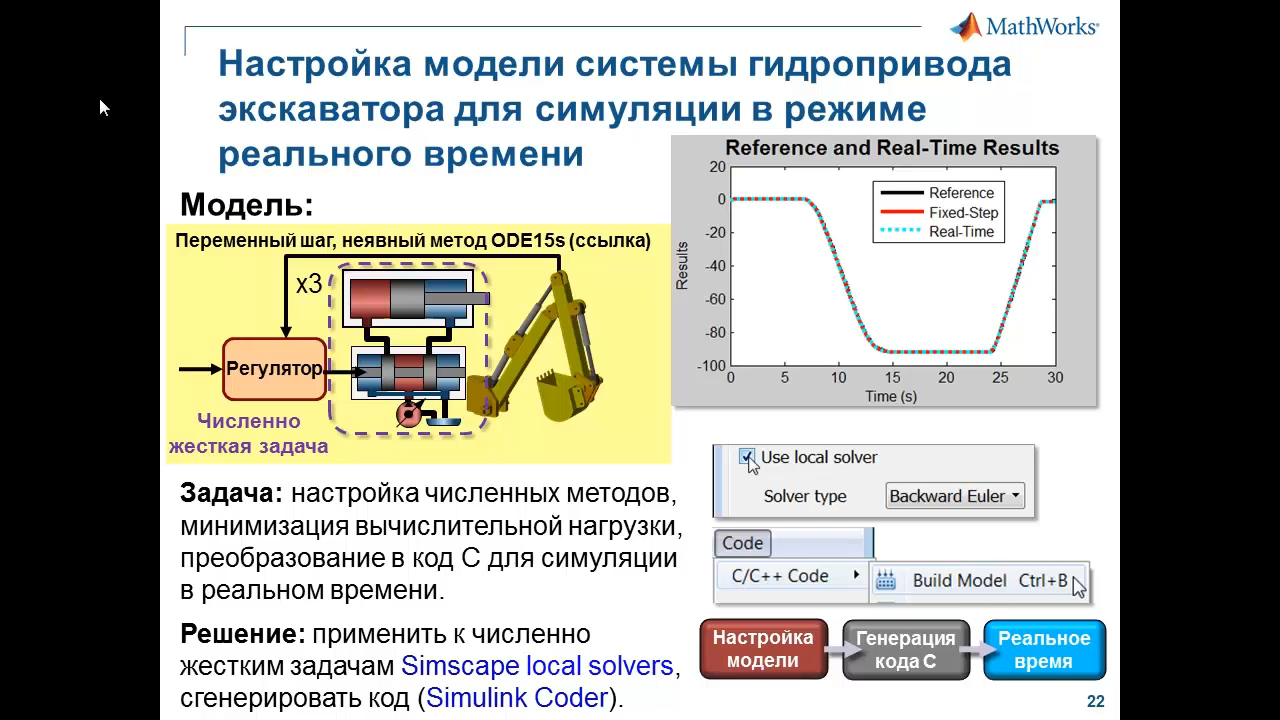 MathWorks®
Настройка модели системы гидропривода
экскаватора для симуляции в режиме
реального времени
Модель:
Переменный шаг, неявный метод ODE15s (ссылка)
x3
Регулятор
Численно
жесткая задача
Reference and Real-Time Results
Reference
Fixed-Step
Real-Time
20
0
-20
-40
-60
-80
-100
Results
0 5 10 15 20 25 30
Time (s)
Use local solver
Solver type Backward Euler
Code
C/C++ Code Build Model Ctrl+B
Задача: настройка численных методов,
минимизация вычислительной нагрузки,
преобразование в код C для симуляции
в реальном времени.
Решение: применить к численно
жестким задачам Simscape local solvers,
сгенерировать код (Simulink Coder).
Настройка
модели
Генерация
кода C
Реальное
время
22